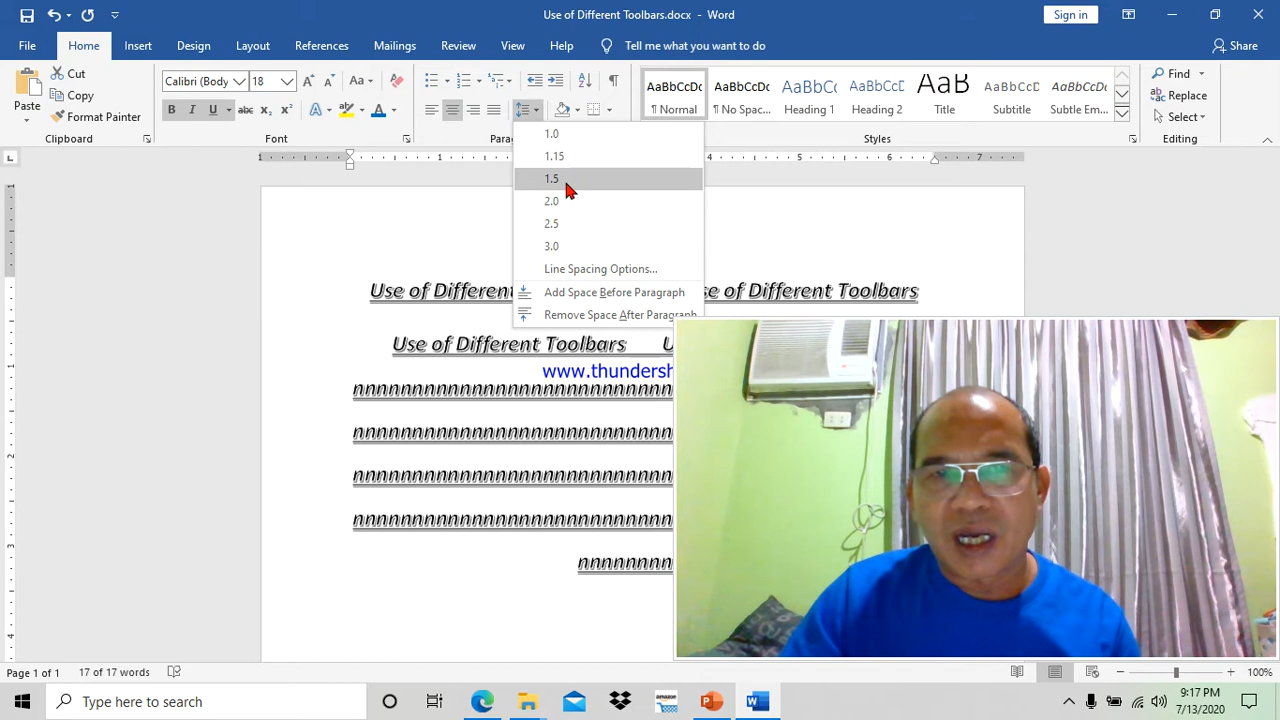 Use of Different Toolbars.docx - Word
Sign in
File Home Insert Design Layout References Mailings Review View Help Tell me what you want to do Share
Paste
Cut
Copy
Format Painter
Calibri (Body 18
Find
Replace
Select
AaBbCcDc AaBbCcDc AaBbCc AaBbCc AaB AaBbCcDc AaBbCcDc
¶ Normal ¶ No Spac... Heading 1 Heading 2 Title Subtitle Subtle Em...
Clipboard Styles Editing
1.0
1.15
1.5
2.0
2.5
3.0
Line Spacing Options...
Add Space Before Paragraph
Remove Space After Paragraph
Use of Different
se of Different Toolbars
Use of Different Toolbars
www.thundersh
Page 1 of 1 17 of 17 words 100%
Type here to search
9:17 PM
7/13/2020